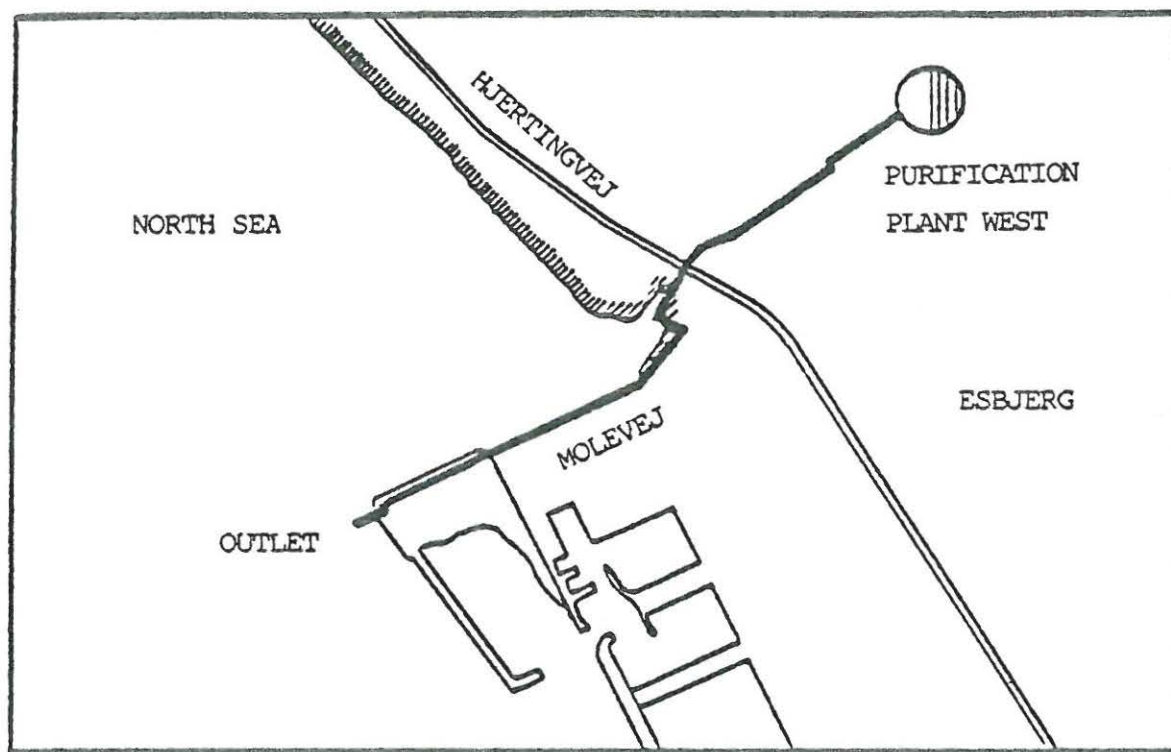 HJERTINGVEJ
PURIFICATION
PLANT WEST
NORTH SEA
ESBJERG
MOLEVEJ
OUTLET